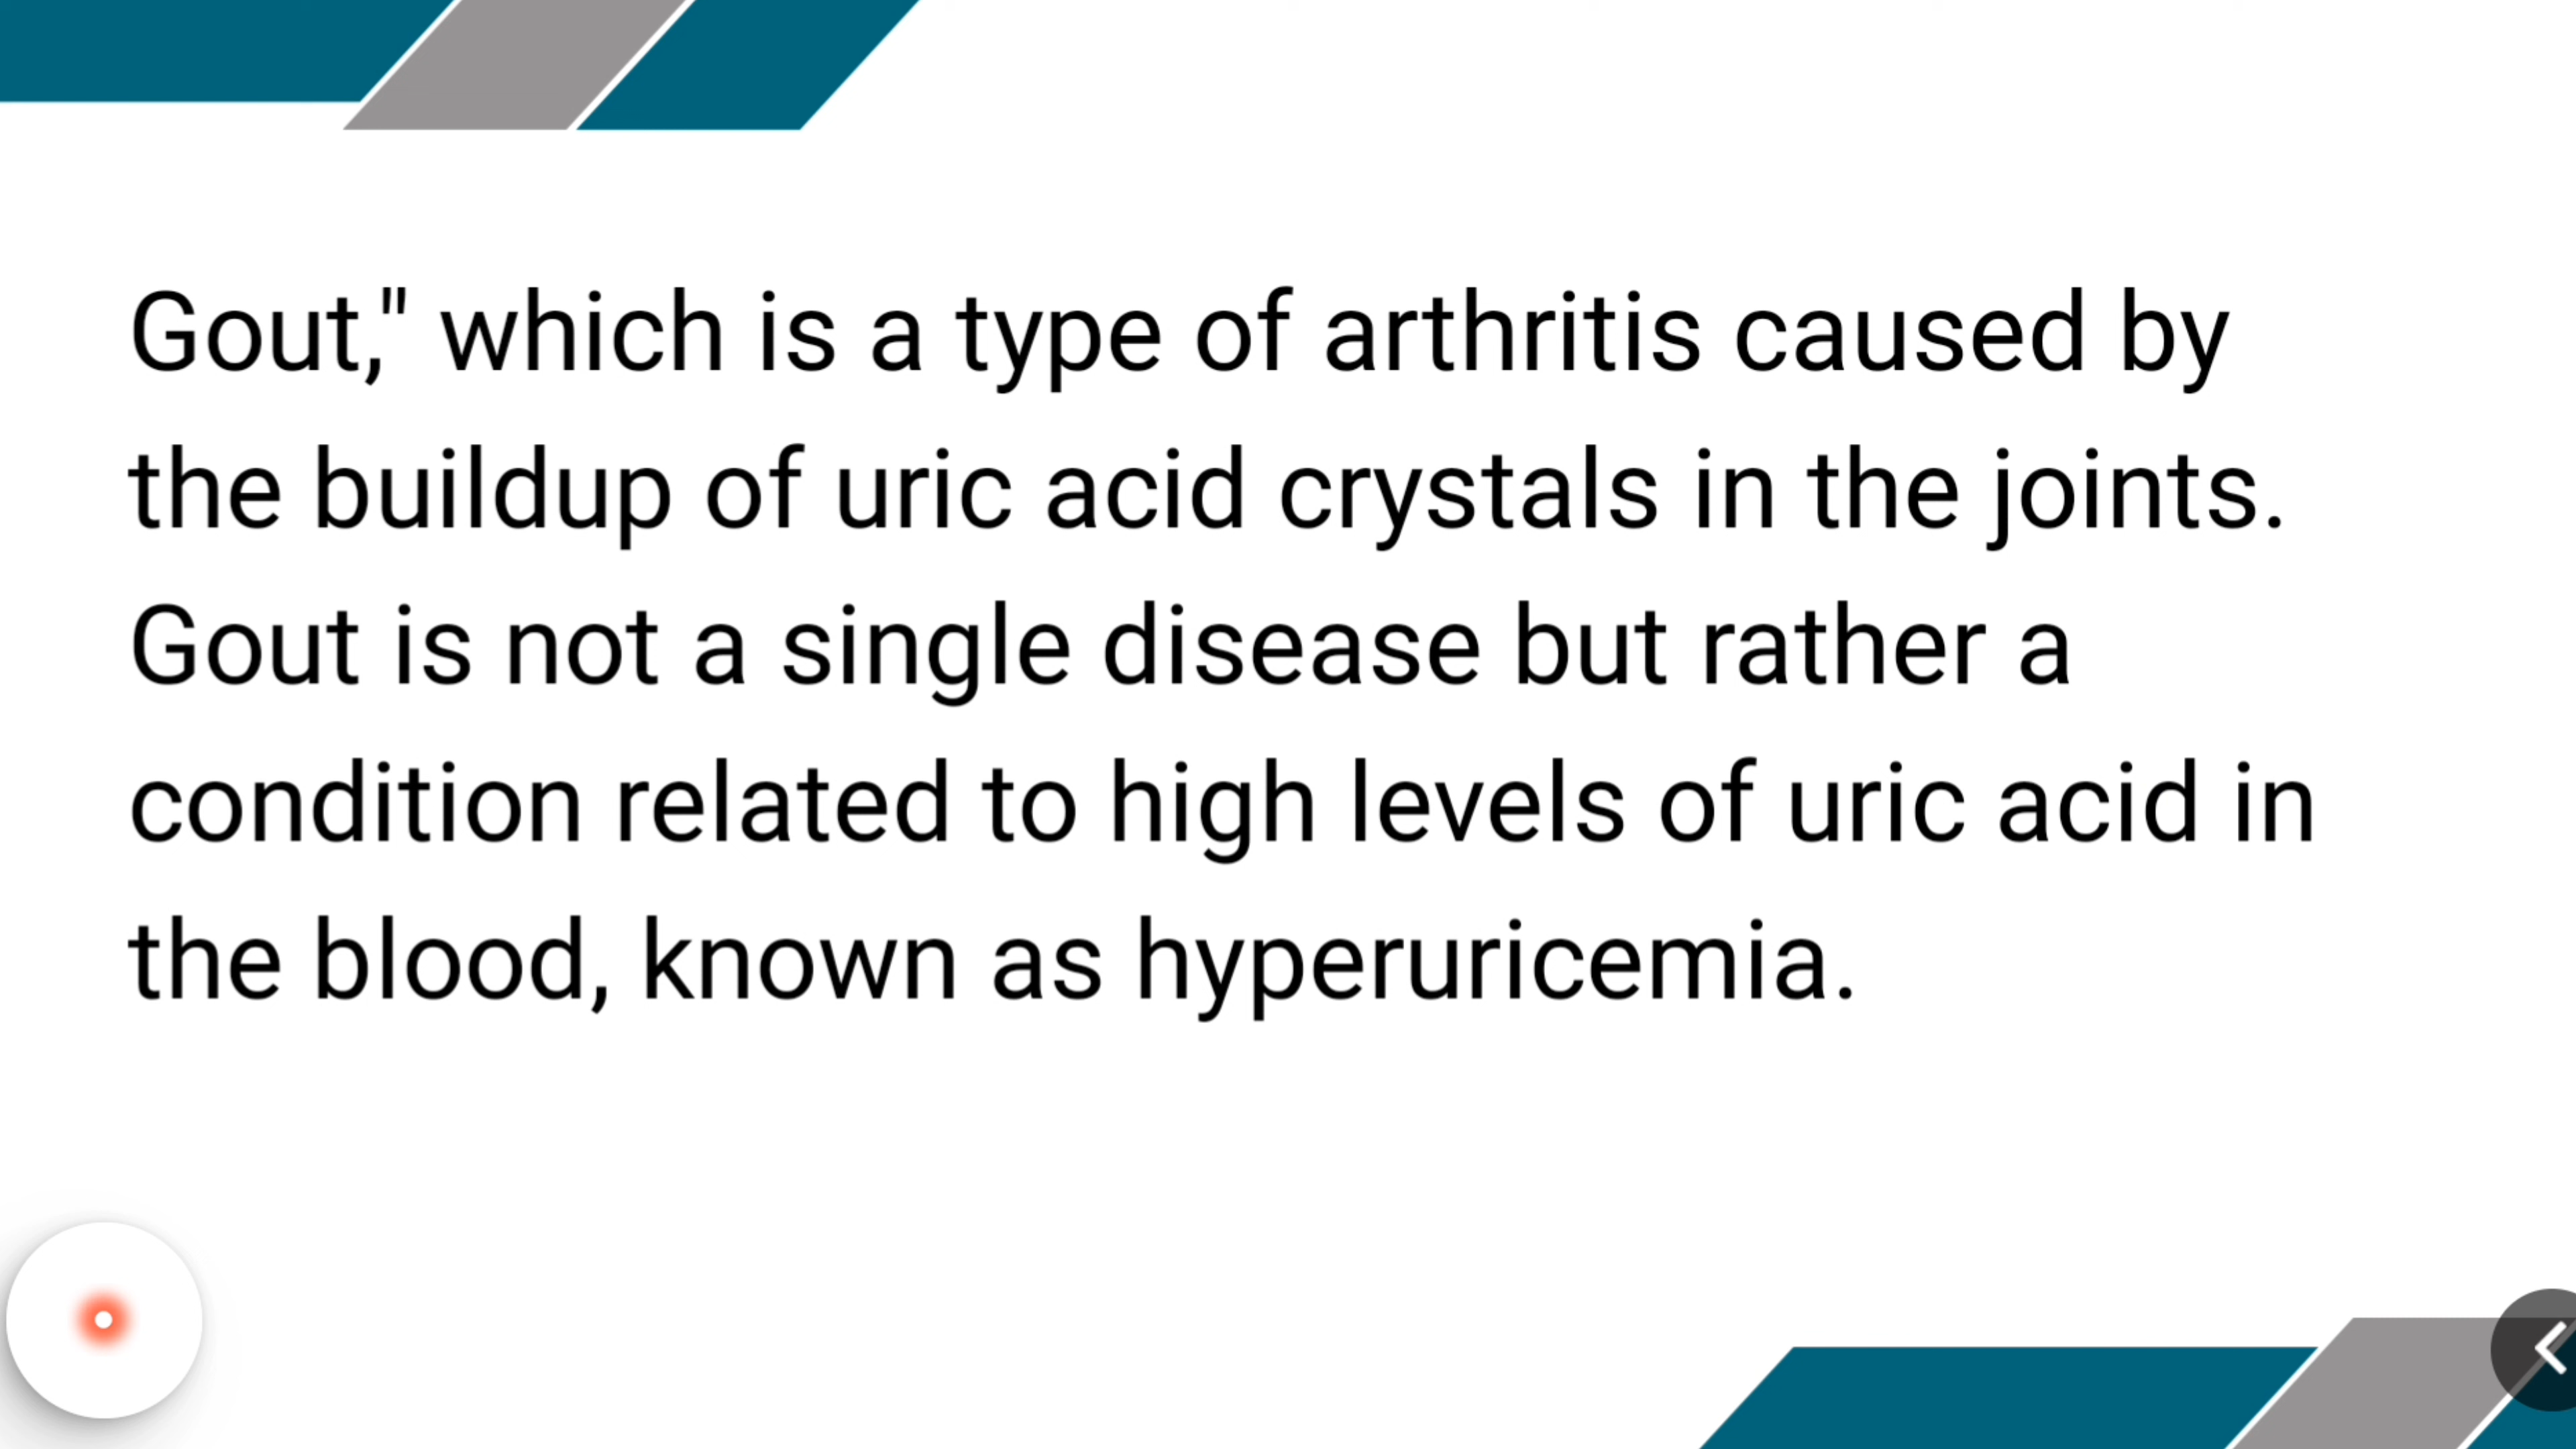 Gout," which is a type of arthritis caused by
the buildup of uric acid crystals in the joints.
Gout is not a single disease but rather a
condition related to high levels of uric acid in
the blood, known as hyperuricemia.